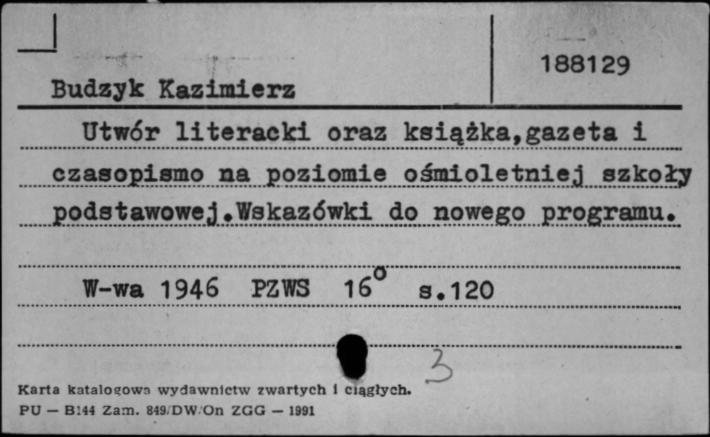 188129
Budzyk Kazimierz
Utwór literacki oraz książka,gazeta i
czasopismo na poziomie ośmioletniej szkoły
podstawowej.Wskazówki do nowego programu.
W-wa 1946 PZWS 16° s.120
3
Karta katalogowa wydawnictw zwartych i ciągłych.
PU — B144 Zam. 849/DW/On ZGG — 1991